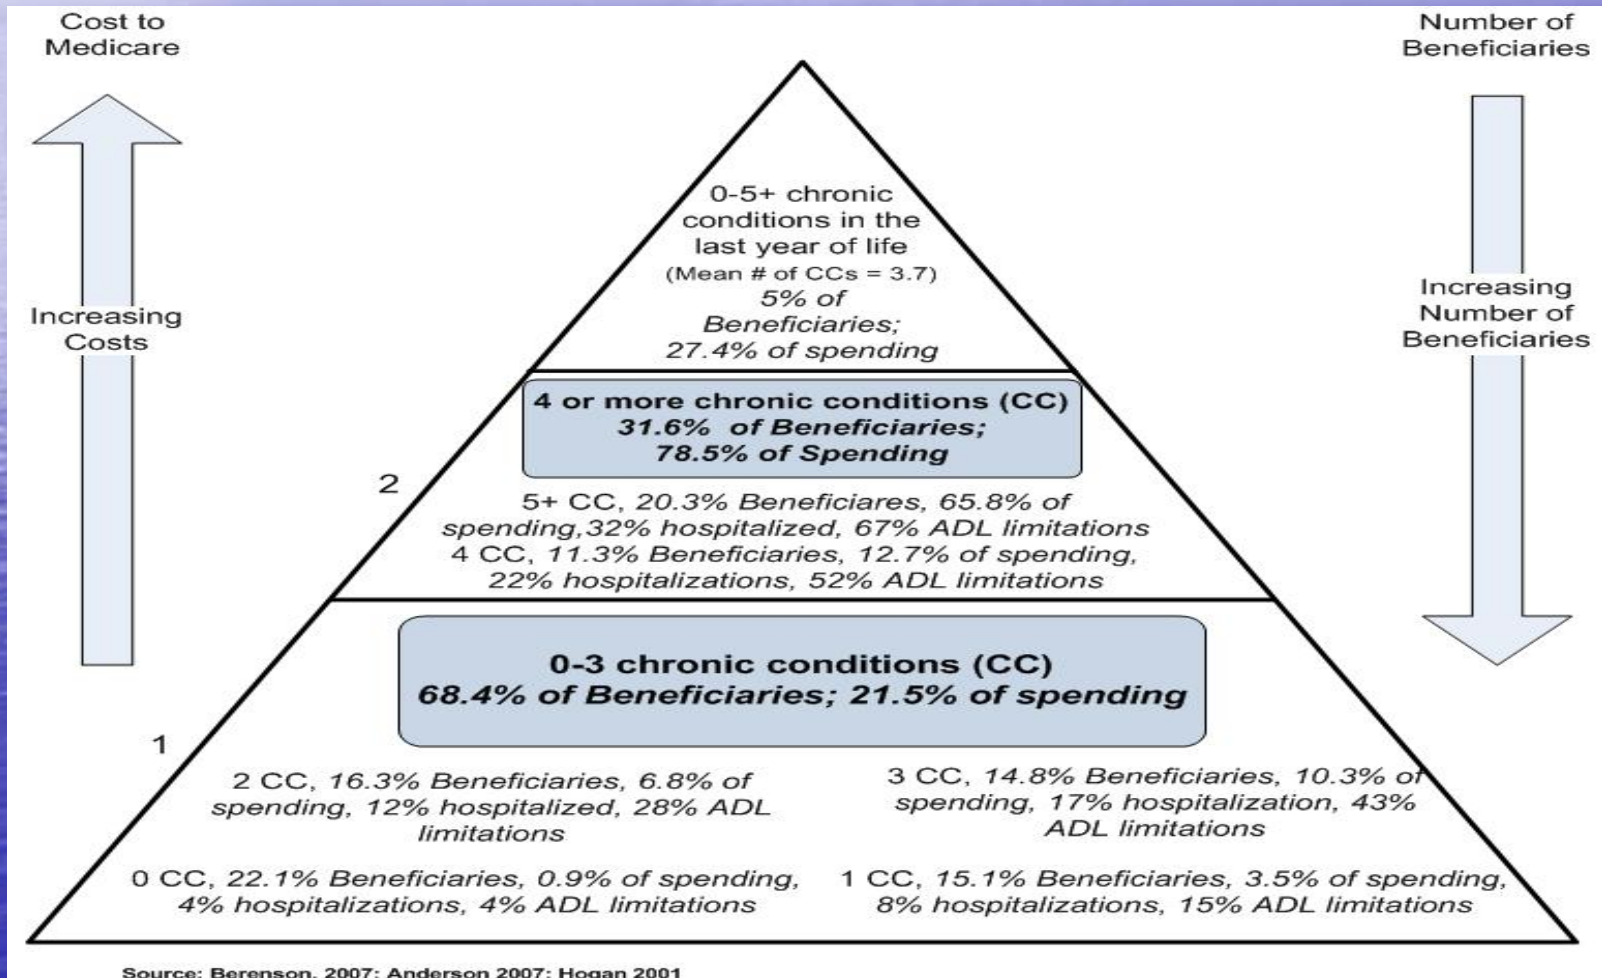 Cost to
Medicare
Number of
Beneficiaries
0-5+ chronic
conditions in the
last year of life
(Mean # of CCs = 3.7)
5% of
Beneficiaries;
27.4% of spending
Increasing
Costs
Increasing
Number of
Beneficiaries
4 or more chronic conditions (CC)
31.6% of Beneficiaries;
78.5% of Spending
2
5+ CC, 20.3% Beneficiares, 65.8% of
spending,32% hospitalized, 67% ADL limitations
4 CC, 11.3% Beneficiaries, 12.7% of spending,
22% hospitalizations, 52% ADL limitations
0-3 chronic conditions (CC)
68.4% of Beneficiaries; 21.5% of spending
1
2 CC, 16.3% Beneficiaries, 6.8% of
spending, 12% hospitalized, 28% ADL
limitations
3 CC, 14.8% Beneficiaries, 10.3% of
spending, 17% hospitalization, 43%
ADL limitations
0 CC, 22.1% Beneficiaries, 0.9% of spending,
4% hospitalizations, 4% ADL limitations
1 CC, 15.1% Beneficiaries, 3.5% of spending,
8% hospitalizations, 15% ADL limitations
Source: Berenson, 2007; Anderson 2007; Hogan 2001